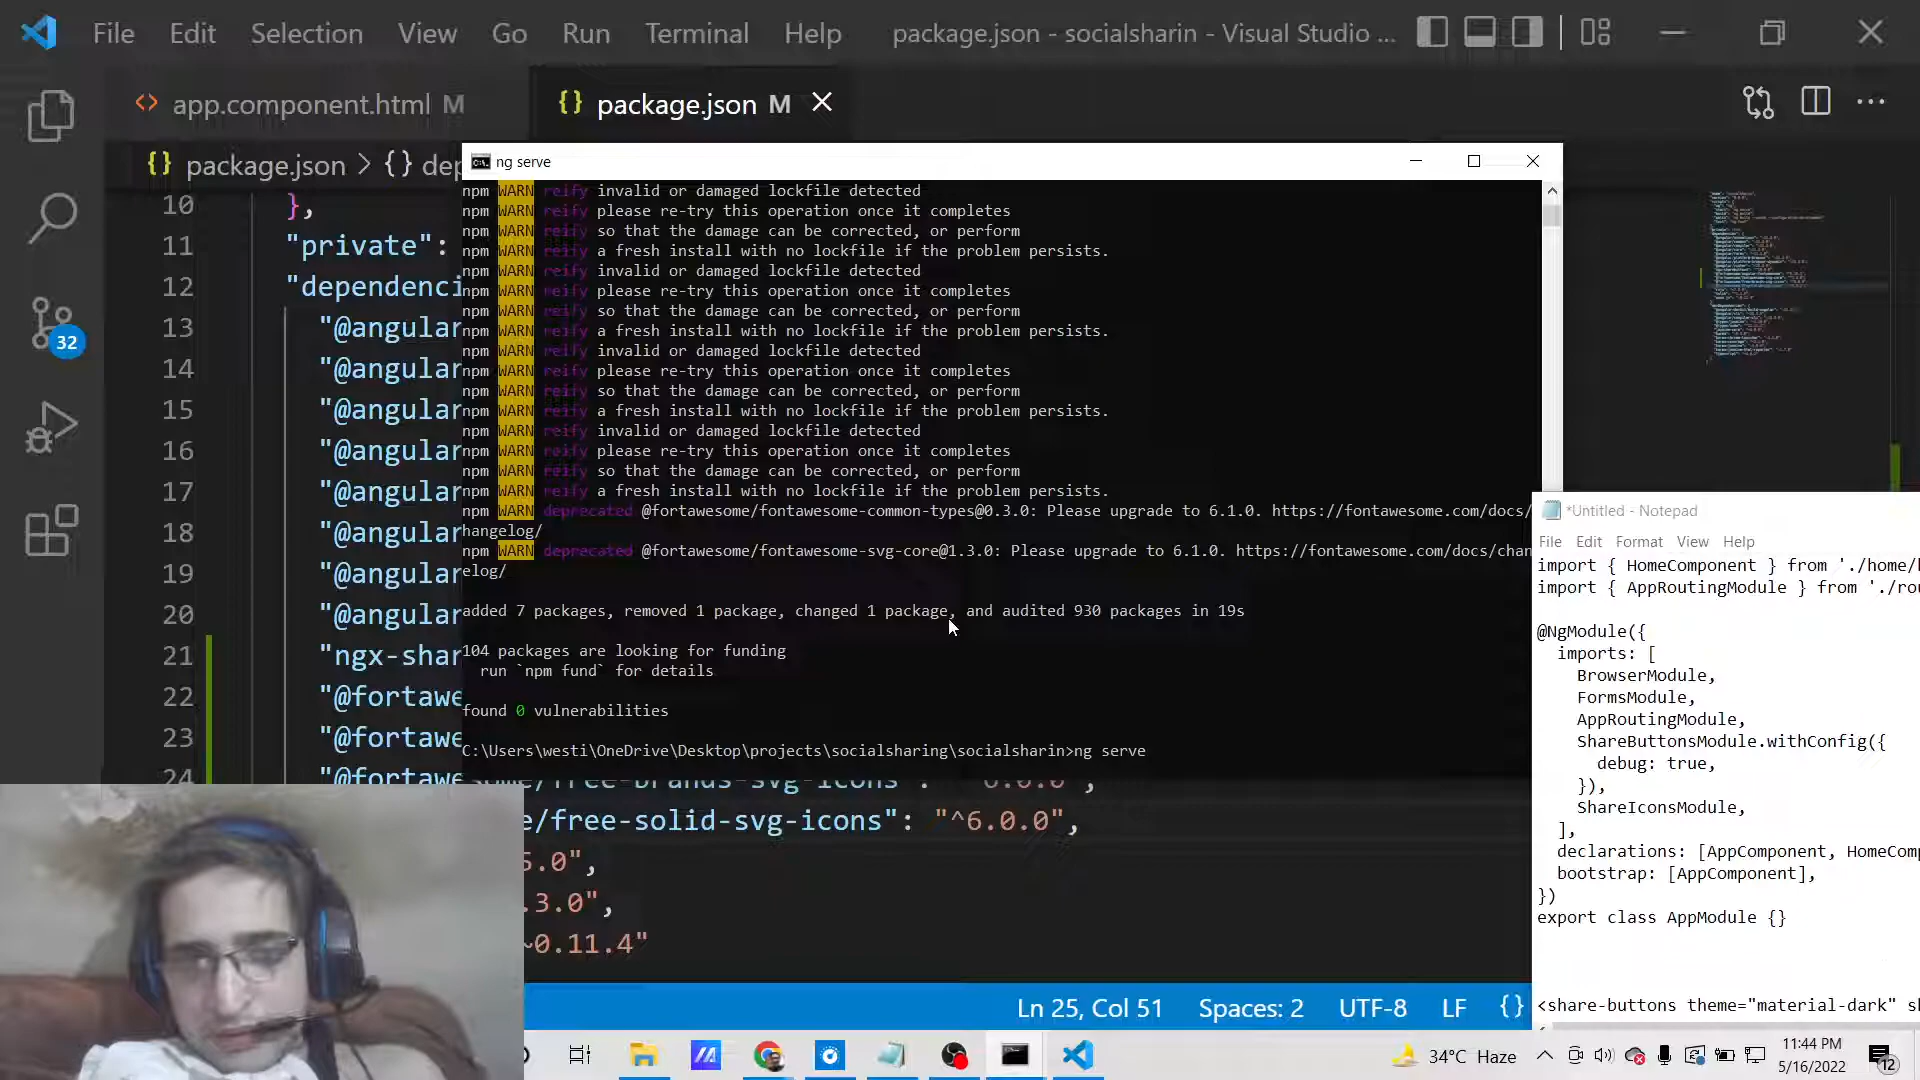 File Edit Selection View Go Run Terminal Help package.json - socialsharin - Visual Studio ...
<> app.component.html M {} package.json M
{} package.json > {} dep
ng serve
10 },
11 "private":
12 "dependenci
13 "@angular
14 "@angular
15 "@angular
16 "@angular
17 "@angular
18 "@angular
19 "@angular
20 "@angular
21 "ngx-shar
22 "@fortawe
23 "@fortawe
24 "@fortawe
32
npm WARN reify invalid or damaged lockfile detected
npm WARN reify please re-try this operation once it completes
npm WARN reify so that the damage can be corrected, or perform
npm WARN reify a fresh install with no lockfile if the problem persists.
npm WARN reify invalid or damaged lockfile detected
npm WARN reify please re-try this operation once it completes
npm WARN reify so that the damage can be corrected, or perform
npm WARN reify a fresh install with no lockfile if the problem persists.
npm WARN reify invalid or damaged lockfile detected
npm WARN reify please re-try this operation once it completes
npm WARN reify so that the damage can be corrected, or perform
npm WARN reify a fresh install with no lockfile if the problem persists.
npm WARN reify invalid or damaged lockfile detected
npm WARN reify please re-try this operation once it completes
npm WARN reify so that the damage can be corrected, or perform
npm WARN reify a fresh install with no lockfile if the problem persists.
npm WARN deprecated @fortawesome/fontawesome-common-types@0.3.0: Please upgrade to 6.1.0. https://fontawesome.com/docs/
hangelog/
npm WARN deprecated @fortawesome/fontawesome-svg-core@1.3.0: Please upgrade to 6.1.0. https://fontawesome.com/docs/chan
elog/
added 7 packages, removed 1 package, changed 1 package, and audited 930 packages in 19s
104 packages are looking for funding
run `npm fund` for details
found 0 vulnerabilities
C:\Users\westi\OneDrive\Desktop\projects\socialsharing\socialsharin>ng serve
some/free-brands-svg-icons": "^6.0.0",
e/free-solid-svg-icons": "^6.0.0",
5.0",
.3.0",
~0.11.4"
*Untitled - Notepad
File Edit Format View Help
import { HomeComponent } from './home/
import { AppRoutingModule } from './rou
@NgModule({
imports: [
BrowserModule,
FormsModule,
AppRoutingModule,
ShareButtonsModule.withConfig({
debug: true,
}),
ShareIconsModule,
],
declarations: [AppComponent, HomeComp
bootstrap: [AppComponent],
})
export class AppModule {}
<share-buttons theme="material-dark" sh
Ln 25, Col 51 Spaces: 2 UTF-8 LF {}
34°C Haze
11:44 PM
5/16/2022
12